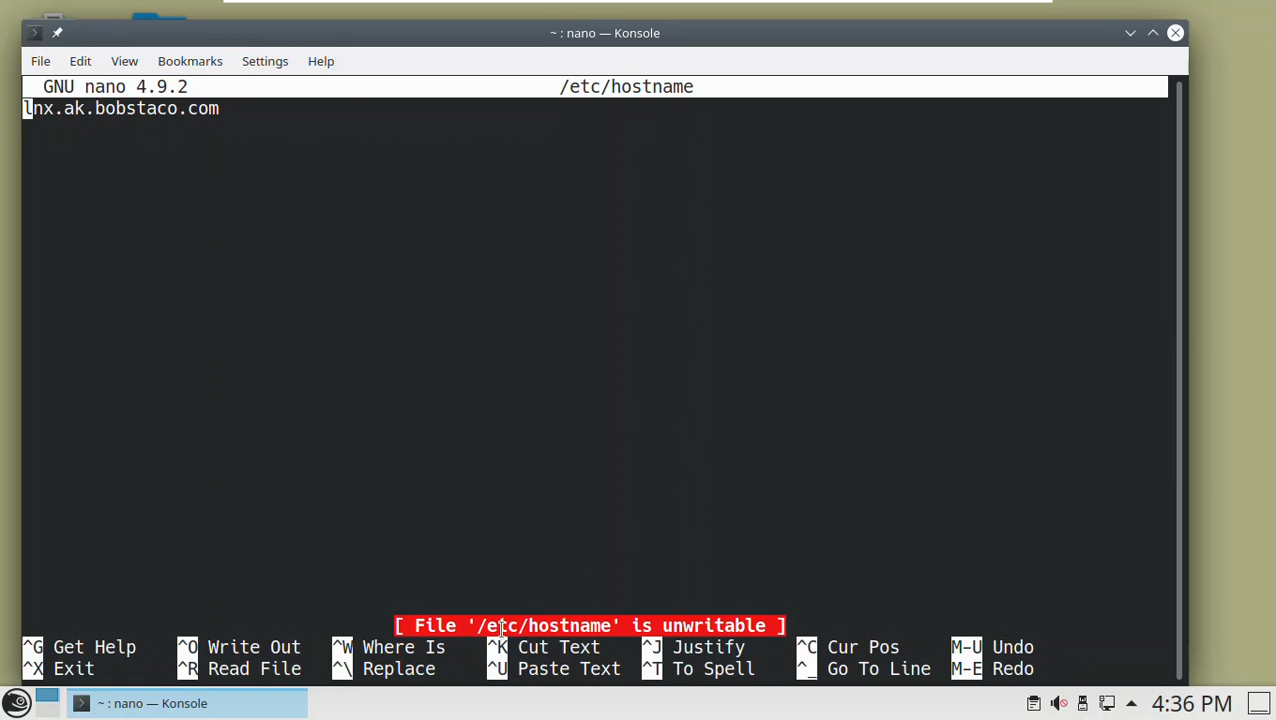 ~ : nano — Konsole
File Edit View Bookmarks Settings Help
GNU nano 4.9.2 /etc/hostname
lnx.ak.bobstaco.com
[ File '/etc/hostname' is unwritable ]
^G Get Help ^O Write Out ^W Where Is ^K Cut Text ^J Justify ^C Cur Pos M-U Undo
^X Exit ^R Read File ^\ Replace ^U Paste Text ^T To Spell ^_ Go To Line M-E Redo
~ : nano — Konsole 4:36 PM